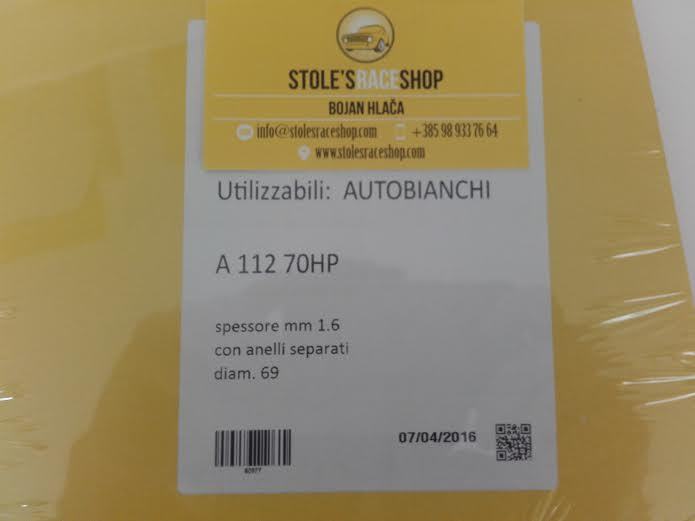 STOLE'S RACE SHOP
BOJAN HLAČA
info@stolesraceshop.com +385 98 933 76 64
www.stolesraceshop.com
Utilizzabili: AUTOBIANCHI
A 112 70HP
spessore mm 1.6
con anelli separati
diam. 69
07/04/2016